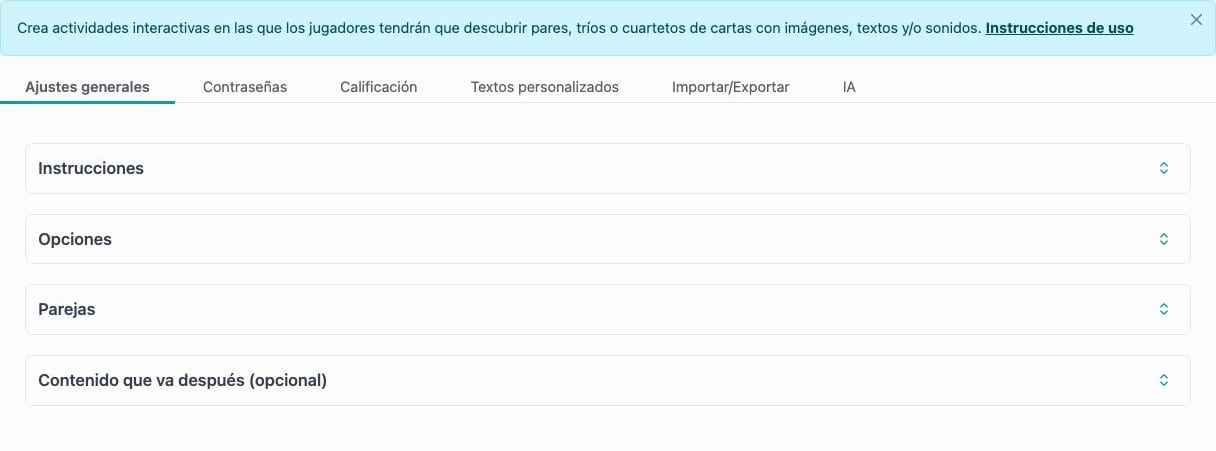 Crea actividades interactivas en las que los jugadores tendrán que descubrir pares, tríos o cuartetos de cartas con imágenes, textos y/o sonidos. Instrucciones de uso
Ajustes generales Contraseñas Calificación Textos personalizados Importar/Exportar IA
Instrucciones
Opciones
Parejas
Contenido que va después (opcional)